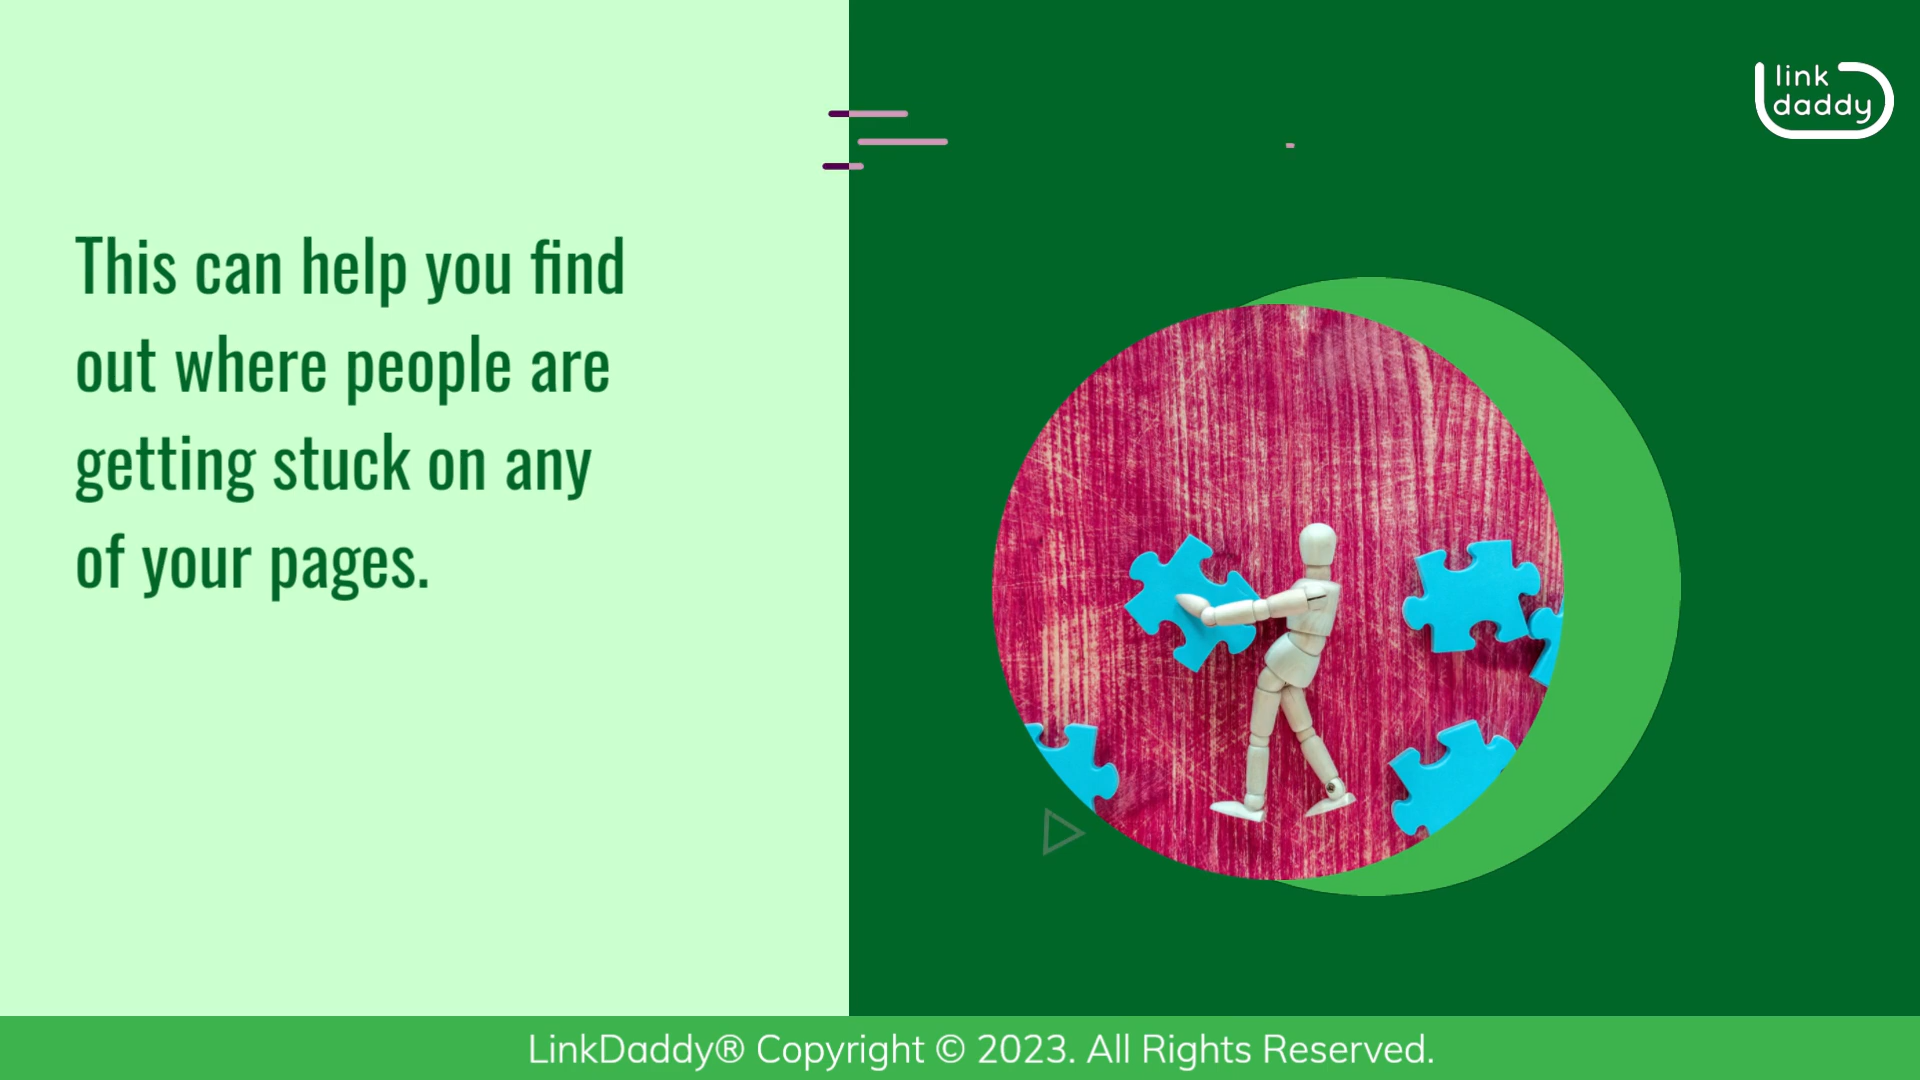 link
daddy
This can help you find
out where people are
getting stuck on any
of your pages.
LinkDaddy® Copyright © 2023. All Rights Reserved.